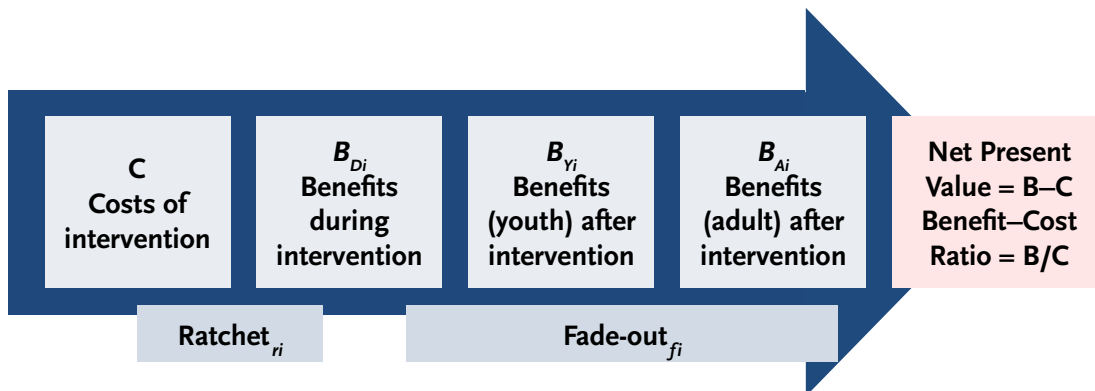 C
Costs of
intervention
B_Di
Benefits
during
intervention
B_Yi
Benefits
(youth) after
intervention
B_Ai
Benefits
(adult) after
intervention
Net Present
Value = B–C
Benefit–Cost
Ratio = B/C
Ratchet_ri
Fade-out_fi